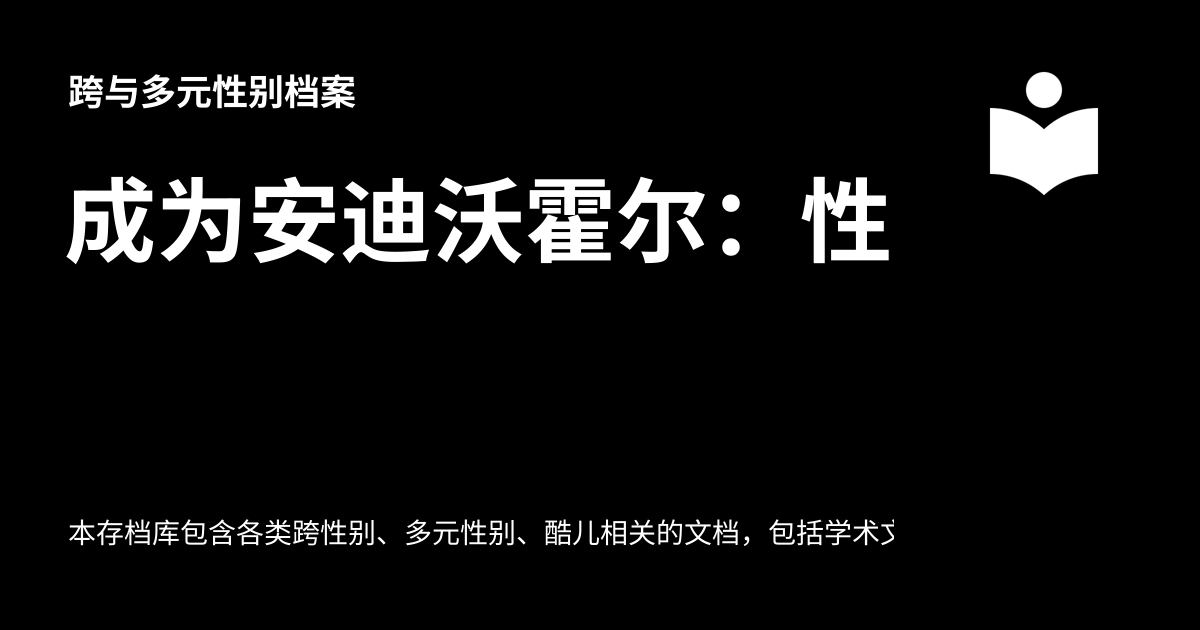 跨与多元性别档案
成为安迪沃霍尔：性
本存档库包含各类跨性别、多元性别、酷儿相关的文档，包括学术